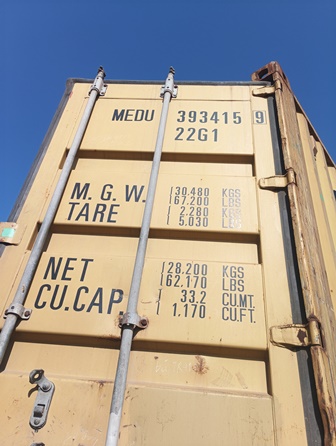 MEDU 393415 9
22G1
M.G.W. 30.480 KGS
67.200 LBS
TARE 2.280 KGS
5.030 LBS
NET 28.200 KGS
62.170 LBS
CU.CAP 33.2 CU.MT.
1.170 CU.FT.